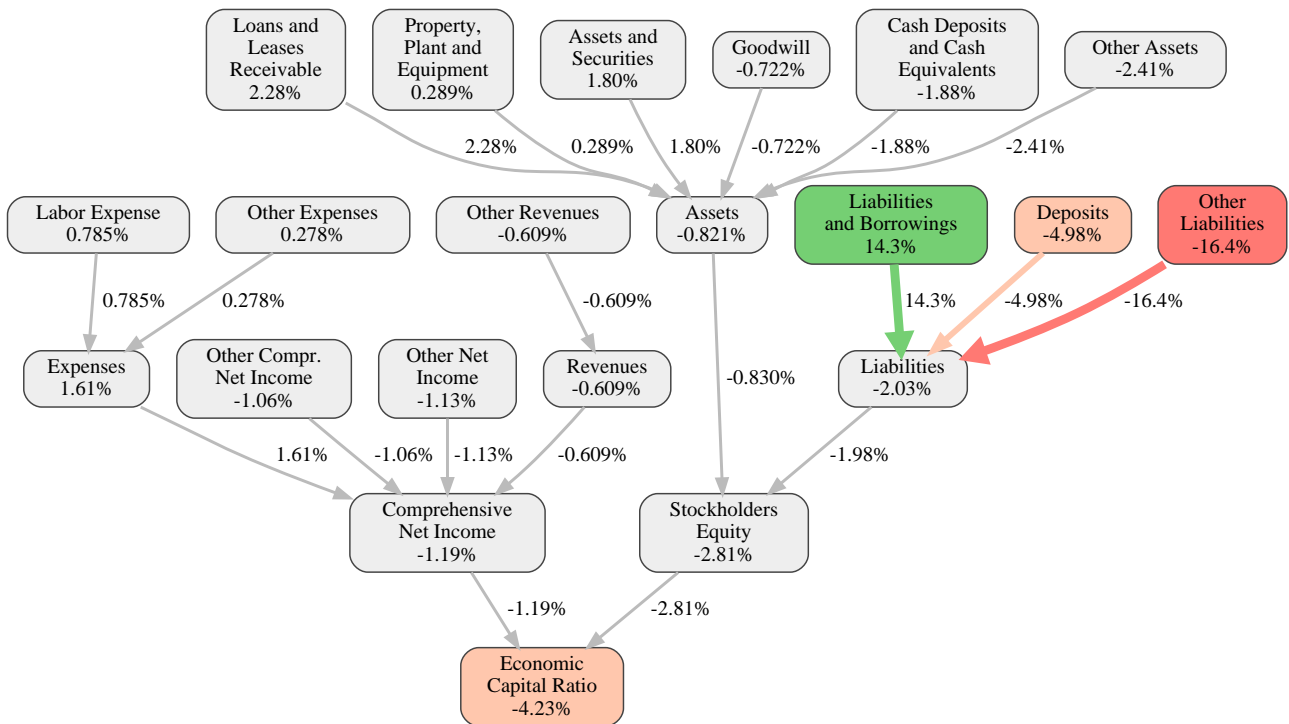 Loans and
Leases
Receivable
2.28%
Property,
Plant and
Equipment
0.289%
Assets and
Securities
1.80%
Goodwill
-0.722%
Cash Deposits
and Cash
Equivalents
-1.88%
Other Assets
-2.41%
2.28%
0.289%
1.80%
-0.722%
-1.88%
-2.41%
Labor Expense
0.785%
Other Expenses
0.278%
Other Revenues
-0.609%
Assets
-0.821%
Liabilities
and Borrowings
14.3%
Deposits
-4.98%
Other
Liabilities
-16.4%
0.785%
0.278%
-0.609%
14.3%
-4.98%
-16.4%
Expenses
1.61%
Other Compr.
Net Income
-1.06%
Other Net
Income
-1.13%
Revenues
-0.609%
-0.830%
Liabilities
-2.03%
1.61%
-1.06%
-1.13%
-0.609%
-1.98%
Comprehensive
Net Income
-1.19%
Stockholders
Equity
-2.81%
-1.19%
-2.81%
Economic
Capital Ratio
-4.23%